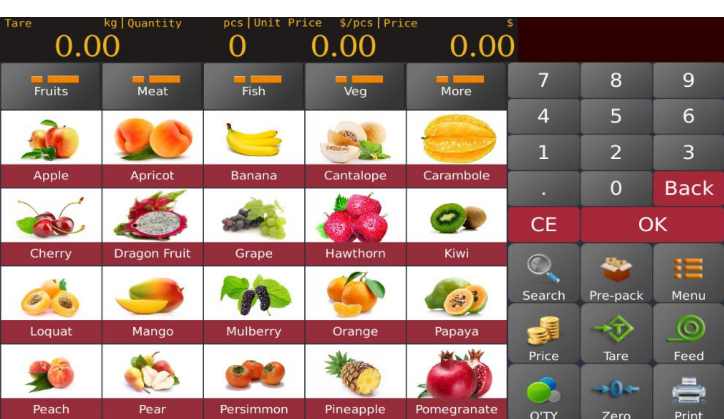 Tare kg|Quantity pcs|Unit Price $/pcs|Price $
0.00 0 0.00 0.00
Fruits Meat Fish Veg More
7 8 9
4 5 6
Apple Apricot Banana Cantalope Carambole
1 2 3
. 0 Back
Cherry Dragon Fruit Grape Hawthorn Kiwi
CE OK
Search Pre-pack Menu
Loquat Mango Mulberry Orange Papaya
Price Tare Feed
Peach Pear Persimmon Pineapple Pomegranate
Q'TY Zero Print